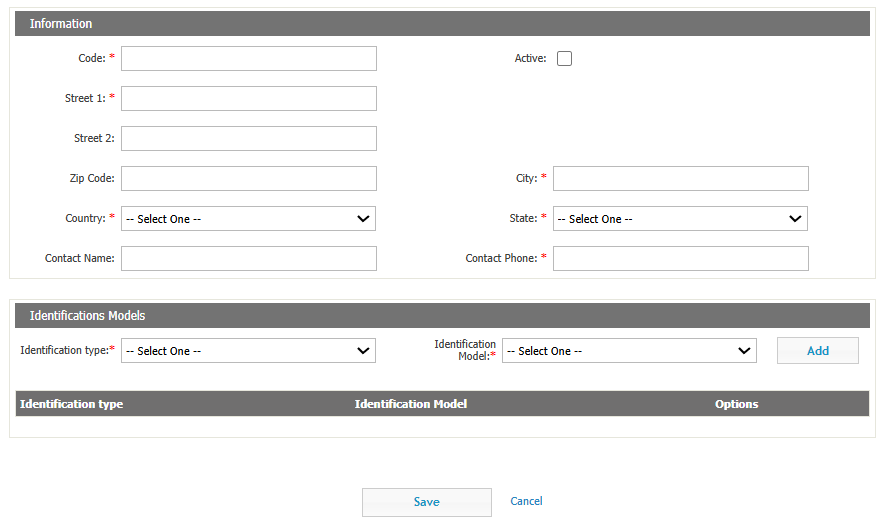 Information
Code: *
Active:
Street 1: *
Street 2:
Zip Code:
City: *
Country: * -- Select One --
State: * -- Select One --
Contact Name:
Contact Phone: *
Identifications Models
Identification type:* -- Select One --
Identification
Model:* -- Select One --
Add
Identification type Identification Model Options
Save Cancel